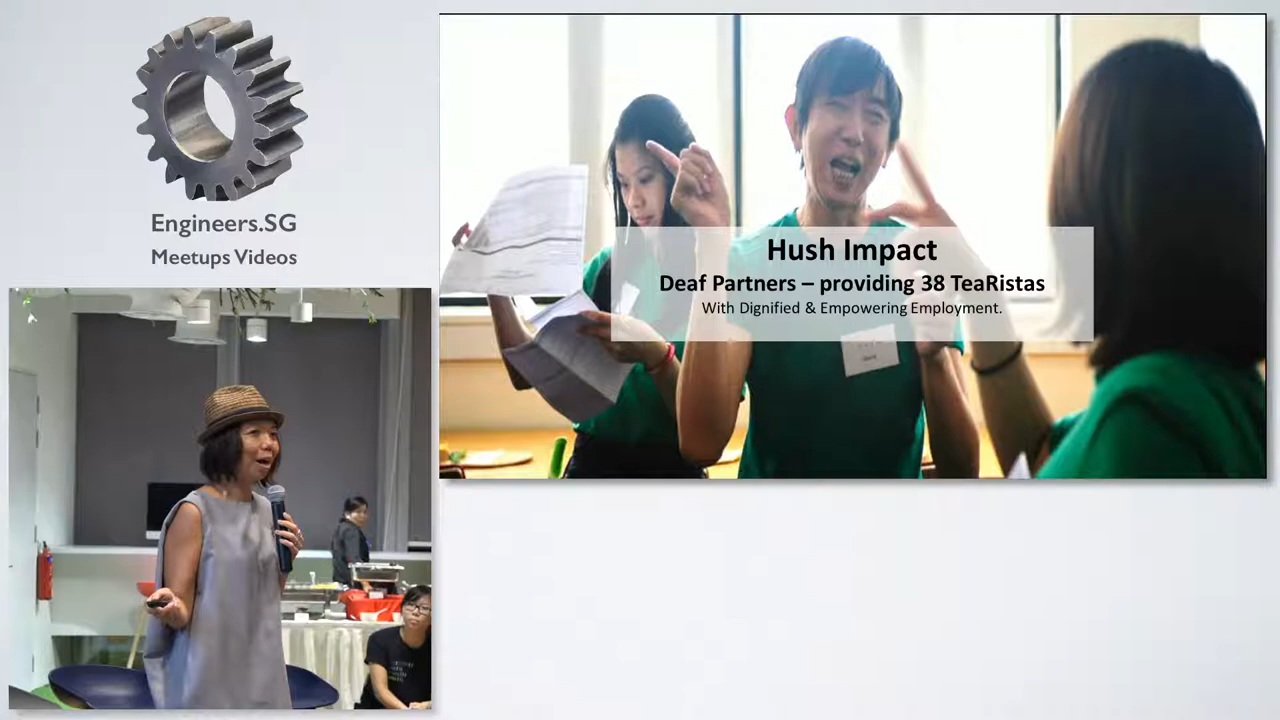 Engineers.SG
Meetups Videos
Hush Impact
Deaf Partners – providing 38 TeaRistas
With Dignified & Empowering Employment.